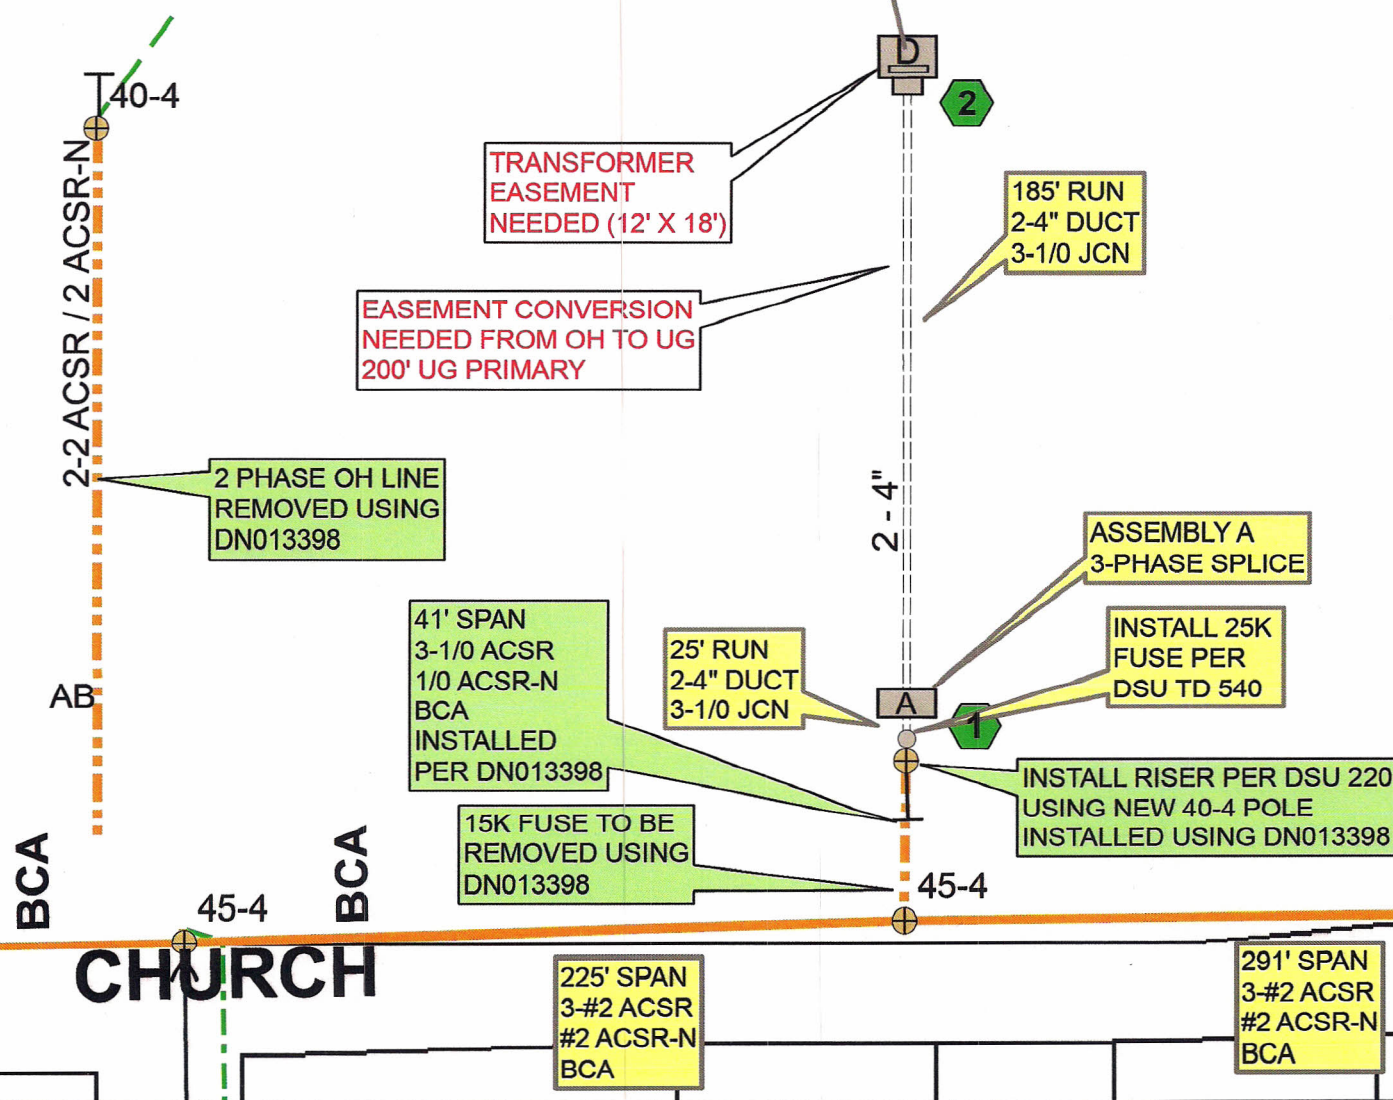 40-4
D
2
TRANSFORMER
EASEMENT
NEEDED (12' X 18')
185' RUN
2-4" DUCT
3-1/0 JCN
2-2 ACSR / 2 ACSR-N
EASEMENT CONVERSION
NEEDED FROM OH TO UG
200' UG PRIMARY
2 PHASE OH LINE
REMOVED USING
DN013398
2 - 4"
ASSEMBLY A
3-PHASE SPLICE
41' SPAN
3-1/0 ACSR
1/0 ACSR-N
BCA
INSTALLED
PER DN013398
25' RUN
2-4" DUCT
3-1/0 JCN
INSTALL 25K
FUSE PER
DSU TD 540
AB
A
1
INSTALL RISER PER DSU 220
USING NEW 40-4 POLE
INSTALLED USING DN013398
15K FUSE TO BE
REMOVED USING
DN013398
BCA
BCA
45-4
45-4
CHURCH
225' SPAN
3-#2 ACSR
#2 ACSR-N
BCA
291' SPAN
3-#2 ACSR
#2 ACSR-N
BCA